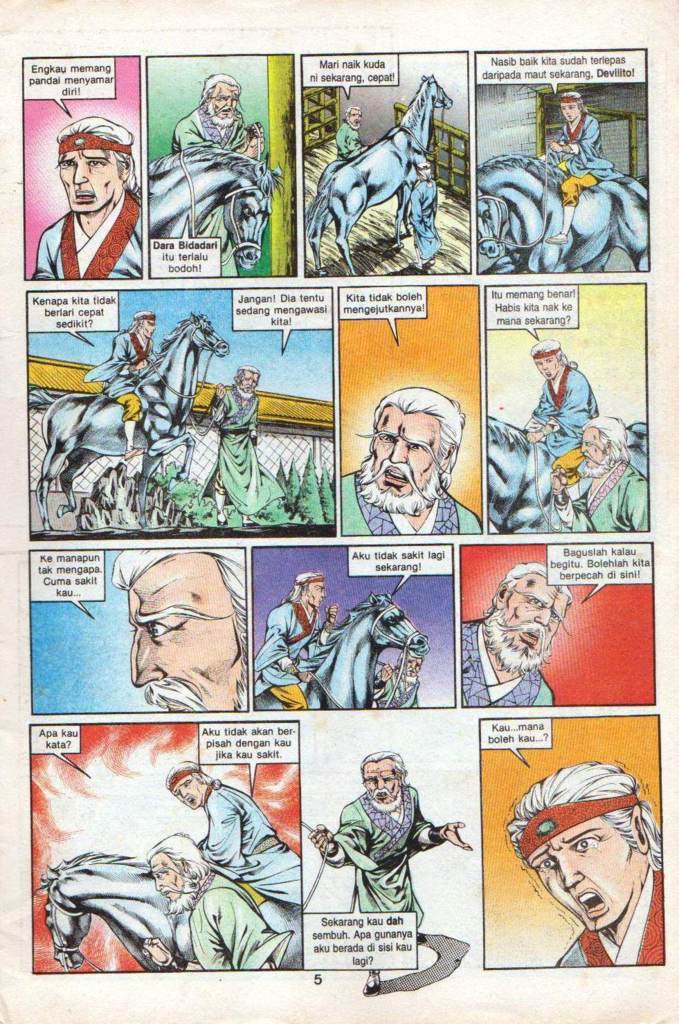 Engkau memang
pandai menyamar
diri!
Dara Bidadari
itu terlalu
bodoh!
Mari naik kuda
ni sekarang, cepat!
Nasib baik kita sudah terlepas
daripada maut sekarang, Devilito!
Kenapa kita tidak
berlari cepat
sedikit?
Jangan! Dia tentu
sedang mengawasi
kita!
Kita tidak boleh
mengejutkannya!
Itu memang benar!
Habis kita nak ke
mana sekarang?
Ke manapun
tak mengapa.
Cuma sakit
kau...
Aku tidak sakit lagi
sekarang!
Baguslah kalau
begitu. Bolehlah kita
berpecah di sini!
Apa kau
kata?
Aku tidak akan ber-
pisah dengan kau
jika kau sakit.
Sekarang kau dah
sembuh. Apa gunanya
aku berada di sisi kau
lagi?
Kau...mana
boleh kau...?
5